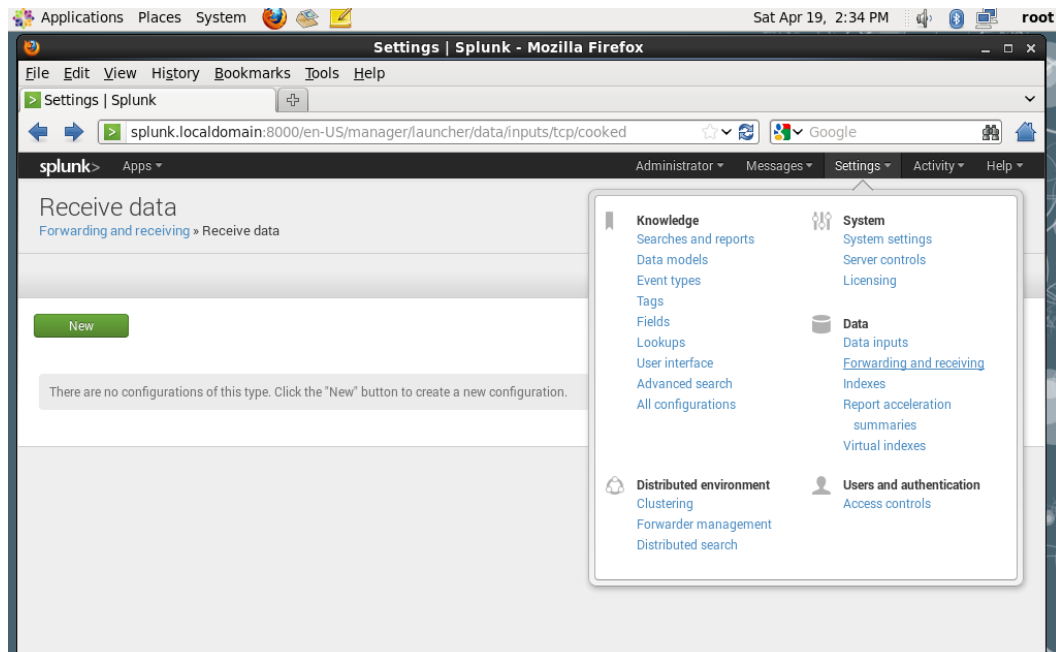 Applications Places System Sat Apr 19, 2:34 PM root
Settings | Splunk - Mozilla Firefox
File Edit View History Bookmarks Tools Help
Settings | Splunk
splunk.localdomain:8000/en-US/manager/launcher/data/inputs/tcp/cooked Google
splunk> Apps Administrator Messages Settings Activity Help
Receive data
Forwarding and receiving » Receive data
New
There are no configurations of this type. Click the "New" button to create a new configuration.
Knowledge
Searches and reports
Data models
Event types
Tags
Fields
Lookups
User interface
Advanced search
All configurations
System
System settings
Server controls
Licensing
Data
Data inputs
Forwarding and receiving
Indexes
Report acceleration
summaries
Virtual indexes
Distributed environment
Clustering
Forwarder management
Distributed search
Users and authentication
Access controls